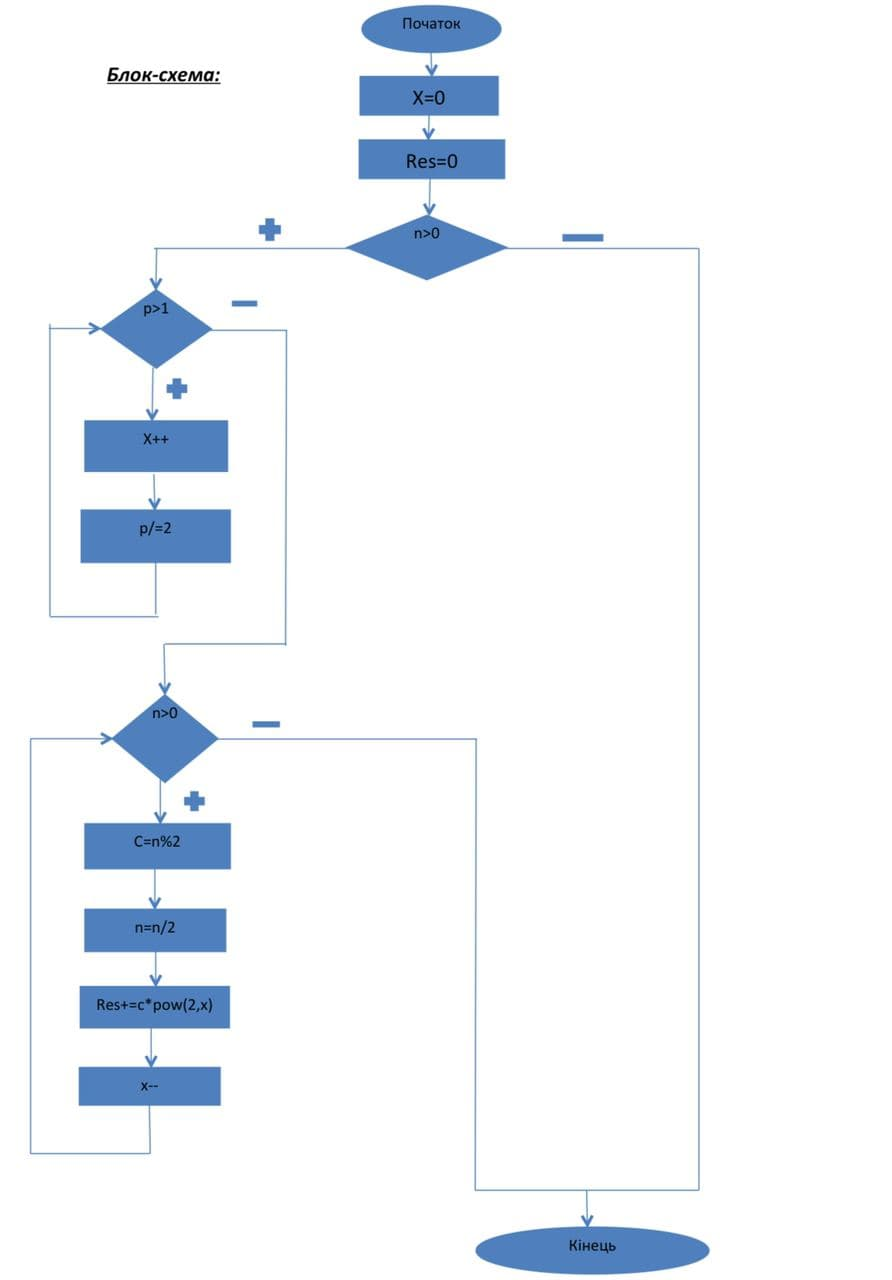 Початок
Блок-схема:
X=0
Res=0
n>0
p>1
X++
p/=2
n>0
C=n%2
n=n/2
Res+=c*pow(2,x)
x--
Кінець